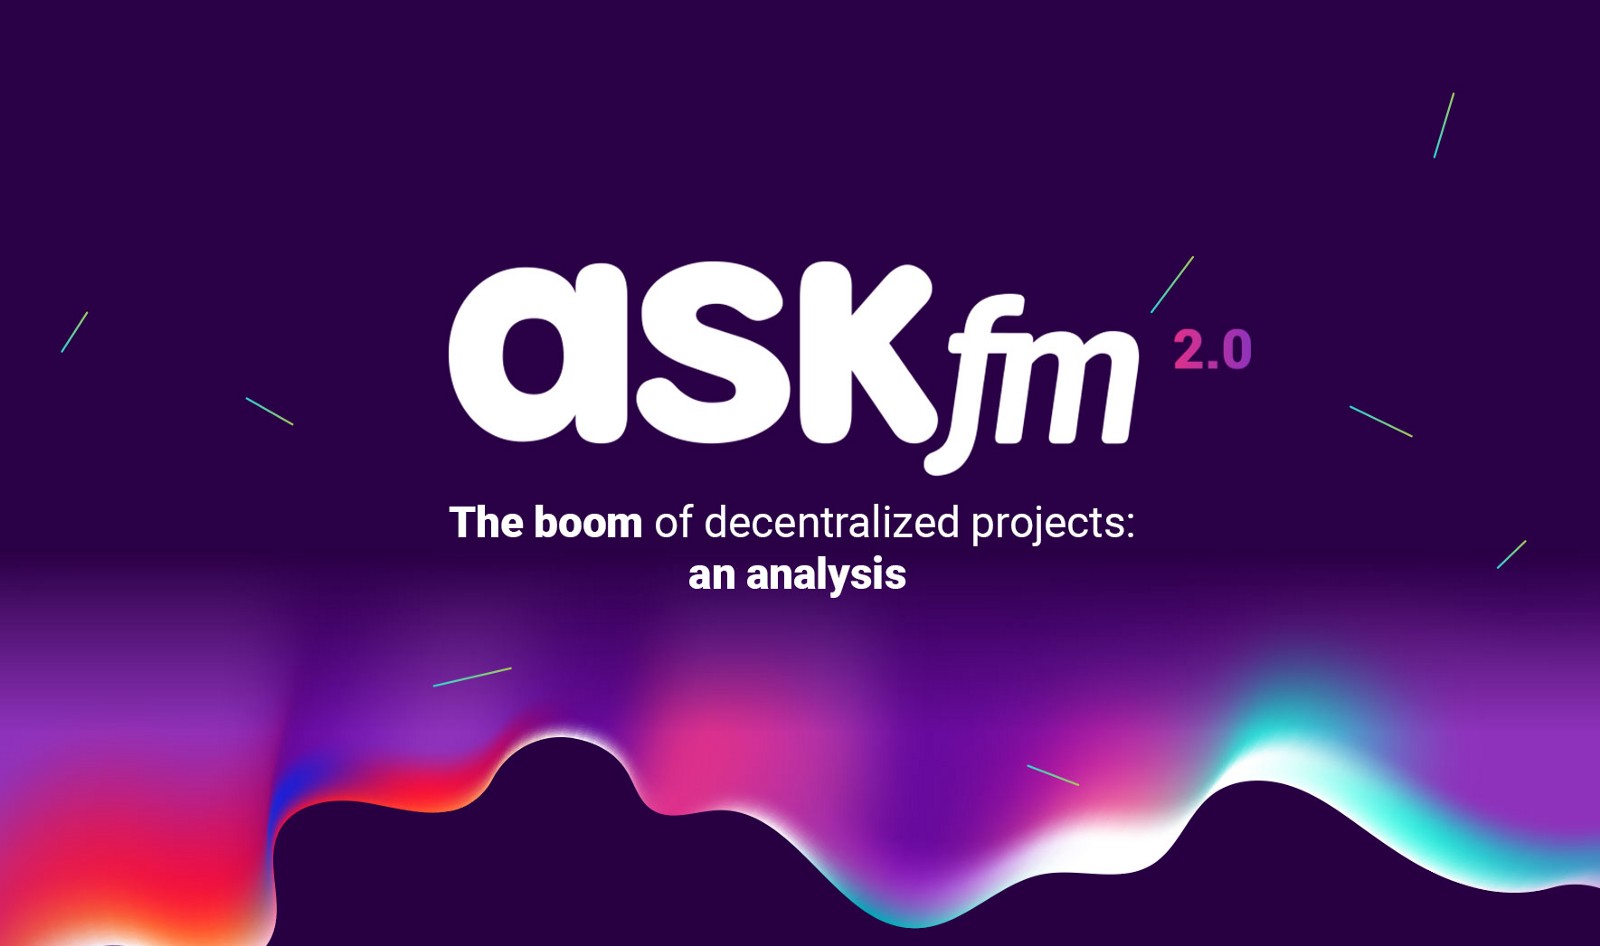 asKfm 2.0
The boom of decentralized projects:
an analysis